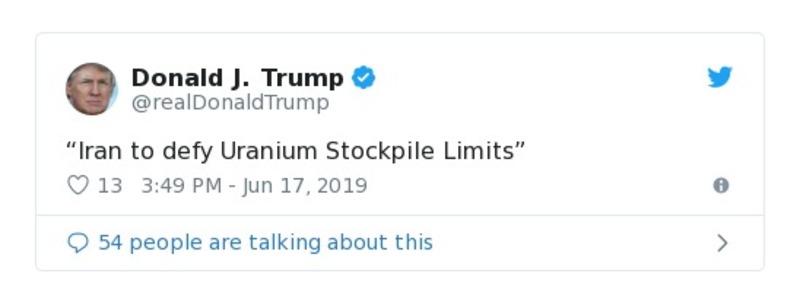 Donald J. Trump
@realDonaldTrump
“Iran to defy Uranium Stockpile Limits”
13 3:49 PM - Jun 17, 2019
54 people are talking about this